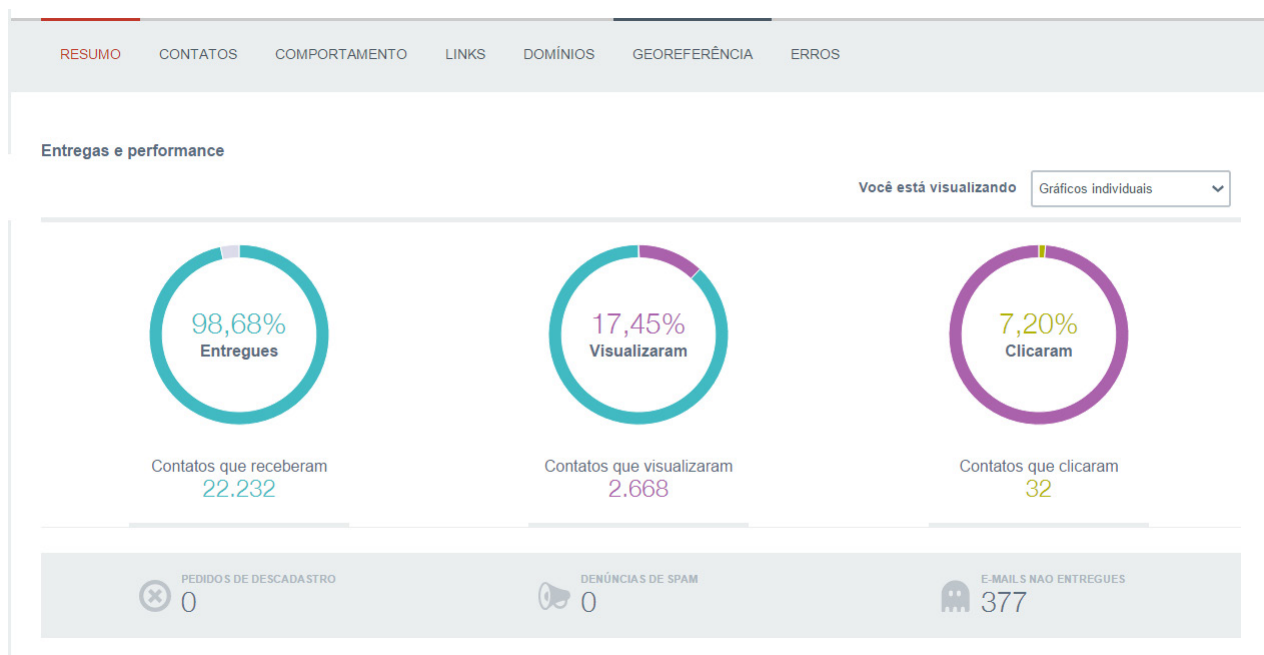 RESUMO CONTATOS COMPORTAMENTO LINKS DOMÍNIOS GEOREFERÊNCIA ERROS
Entregas e performance
Você está visualizando Gráficos individuais
98,68%
Entregues
Contatos que receberam
22.232
17,45%
Visualizaram
Contatos que visualizaram
2.668
7,20%
Clicaram
Contatos que clicaram
32
PEDIDOS DE DESCADASTRO
0
DENÚNCIAS DE SPAM
0
E-MAILS NAO ENTREGUES
377